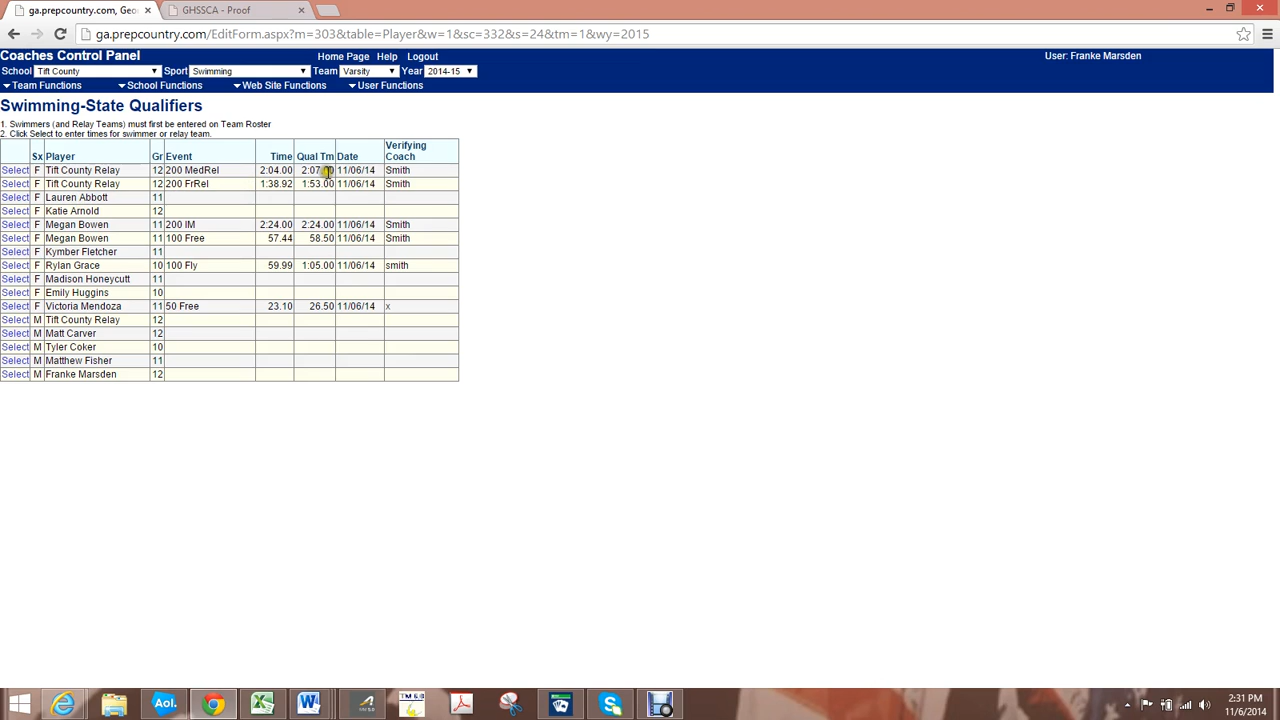 ga.prepcountry.com, Geo
GHSSCA - Proof
ga.prepcountry.com/EditForm.aspx?m=303&table=Player&w=1&sc=332&s=24&tm=1&wy=2015
Coaches Control Panel Home Page Help Logout User: Franke Marsden
School Tift County Sport Swimming Team Varsity Year 2014-15
Team Functions School Functions Web Site Functions User Functions
Swimming-State Qualifiers
1. Swimmers (and Relay Teams) must first be entered on Team Roster
2. Click Select to enter times for swimmer or relay team.
Sx Player Gr Event Time Qual Tm Date Verifying Coach
Select F Tift County Relay 12 200 MedRel 2:04.00 11/06/14 Smith
Select F Tift County Relay 12 200 FrRel 1:38.92 1:53.00 11/06/14 Smith
Select F Lauren Abbott 11
Select F Katie Arnold 12
Select F Megan Bowen 11 200 IM 2:24.00 2:24.00 11/06/14 Smith
Select F Megan Bowen 11 100 Free 57.44 58.50 11/06/14 Smith
Select F Kymber Fletcher 11
Select F Rylan Grace 10 100 Fly 59.99 1:05.00 11/06/14 smith
Select F Madison Honeycutt 11
Select F Emily Huggins 10
Select F Victoria Mendoza 11 50 Free 23.10 26.50 11/06/14 x
Select M Tift County Relay 12
Select M Matt Carver 12
Select M Tyler Coker 10
Select M Matthew Fisher 11
Select M Franke Marsden 12
Aol.
TM 5.0
2:31 PM
11/6/2014